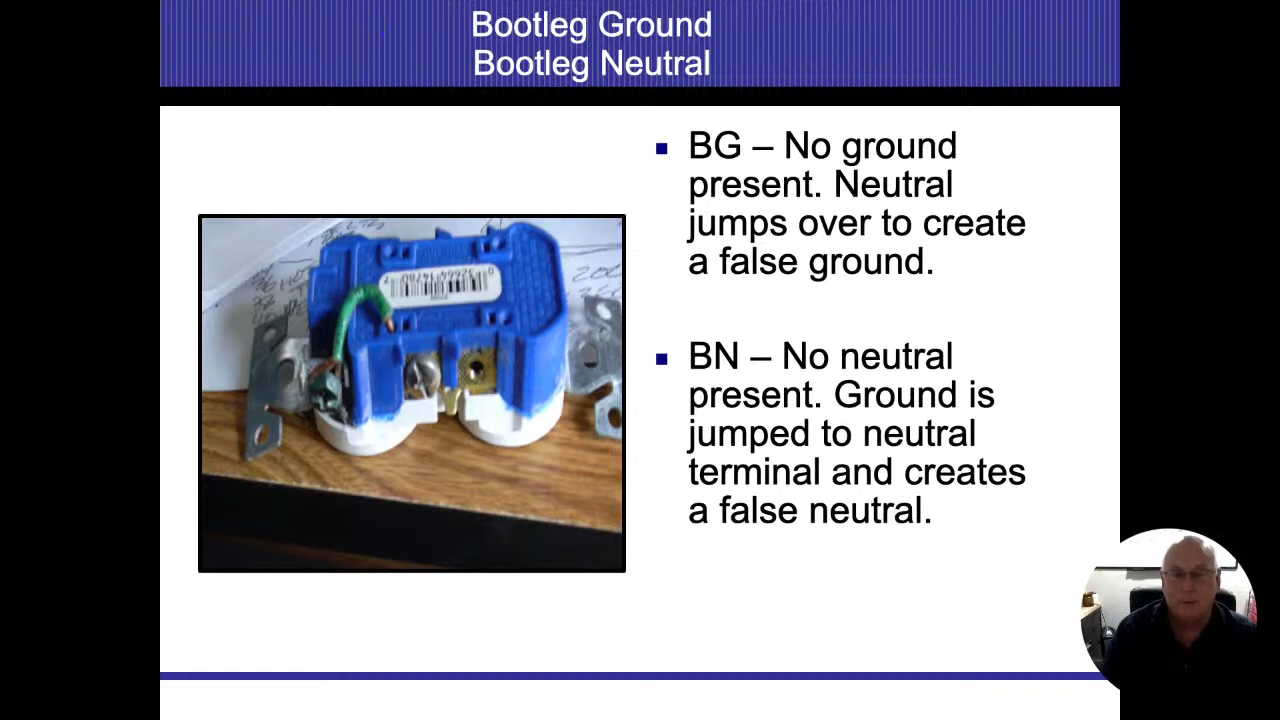 Bootleg Ground
Bootleg Neutral
▪ BG – No ground
present. Neutral
jumps over to create
a false ground.
▪ BN – No neutral
present. Ground is
jumped to neutral
terminal and creates
a false neutral.